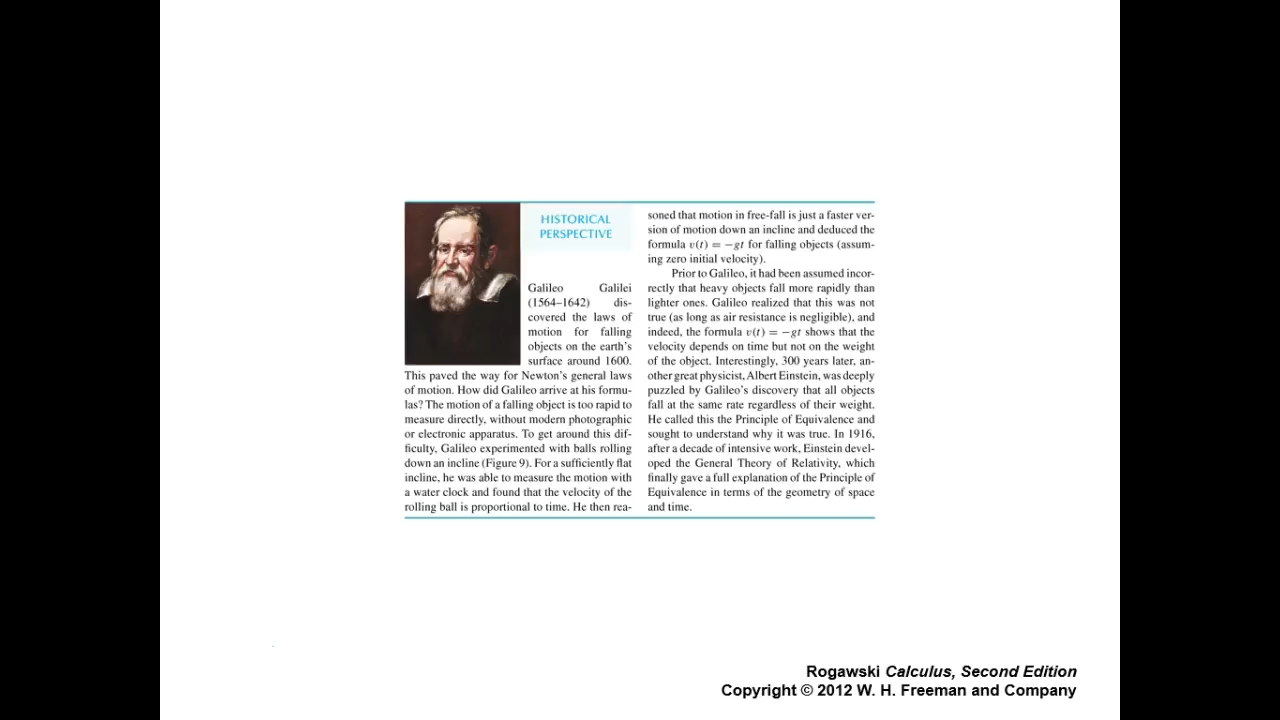 HISTORICAL
PERSPECTIVE
Galileo Galilei
(1564–1642) dis-
covered the laws of
motion for falling
objects on the earth's
surface around 1600.
This paved the way for Newton's general laws
of motion. How did Galileo arrive at his formu-
las? The motion of a falling object is too rapid to
measure directly, without modern photographic
or electronic apparatus. To get around this dif-
ficulty, Galileo experimented with balls rolling
down an incline (Figure 9). For a sufficiently flat
incline, he was able to measure the motion with
a water clock and found that the velocity of the
rolling ball is proportional to time. He then rea-
soned that motion in free-fall is just a faster ver-
sion of motion down an incline and deduced the
formula v(t) = −gt for falling objects (assum-
ing zero initial velocity).
Prior to Galileo, it had been assumed incor-
rectly that heavy objects fall more rapidly than
lighter ones. Galileo realized that this was not
true (as long as air resistance is negligible), and
indeed, the formula v(t) = −gt shows that the
velocity depends on time but not on the weight
of the object. Interestingly, 300 years later, an-
other great physicist, Albert Einstein, was deeply
puzzled by Galileo's discovery that all objects
fall at the same rate regardless of their weight.
He called this the Principle of Equivalence and
sought to understand why it was true. In 1916,
after a decade of intensive work, Einstein devel-
oped the General Theory of Relativity, which
finally gave a full explanation of the Principle of
Equivalence in terms of the geometry of space
and time.
Rogawski Calculus, Second Edition
Copyright © 2012 W. H. Freeman and Company